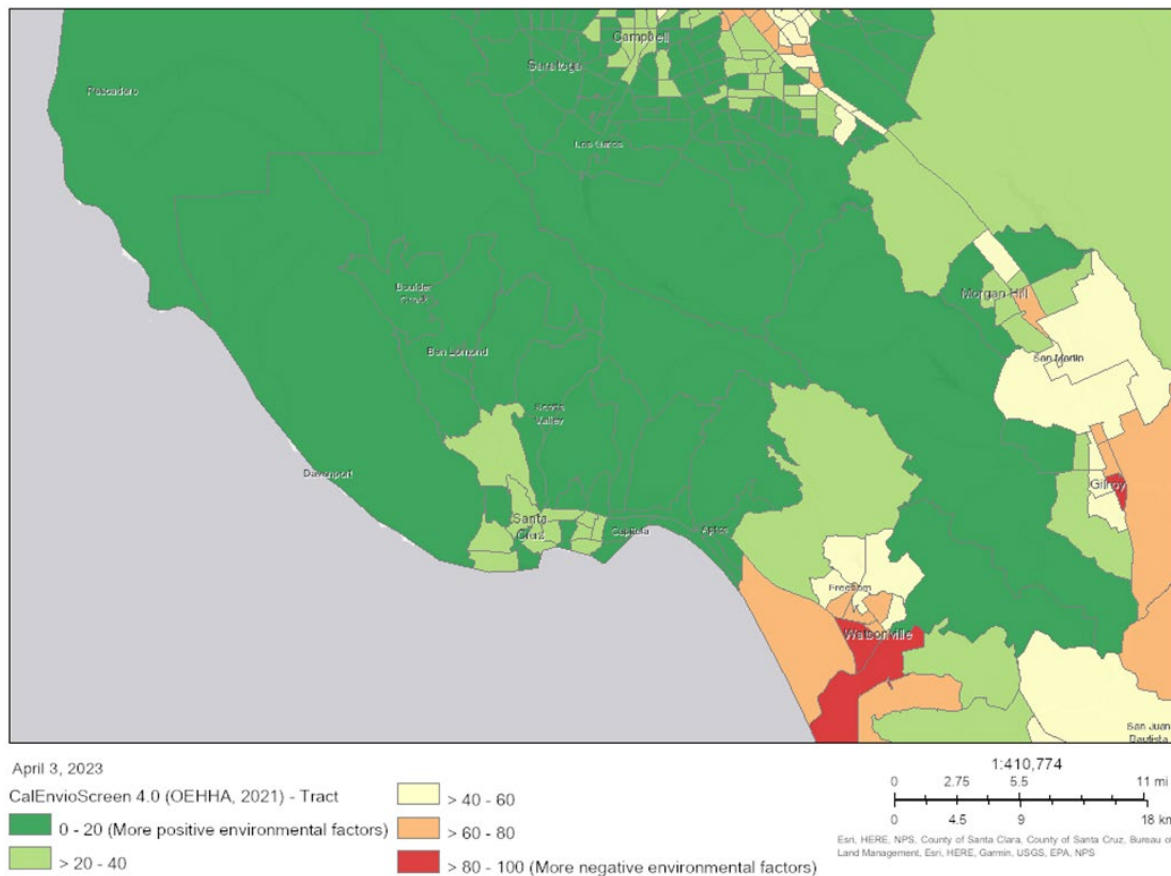 Campbell
Saratoga
Pescadero
Los Gatos
Boulder
Creek
Morgan Hill
Ben Lomond
San Martin
Scotts
Valley
Davenport
Gilroy
Santa
Cruz
Capitola
Aptos
Freedom
Watsonville
San Juan
Bautista
April 3, 2023
CalEnvioScreen 4.0 (OEHHA, 2021) - Tract
0 - 20 (More positive environmental factors)
> 20 - 40
> 40 - 60
> 60 - 80
> 80 - 100 (More negative environmental factors)
1:410,774
0 2.75 5.5 11 mi
0 4.5 9 18 km
Esri, HERE, NPS, County of Santa Clara, County of Santa Cruz, Bureau of
Land Management, Esri, HERE, Garmin, USGS, EPA, NPS